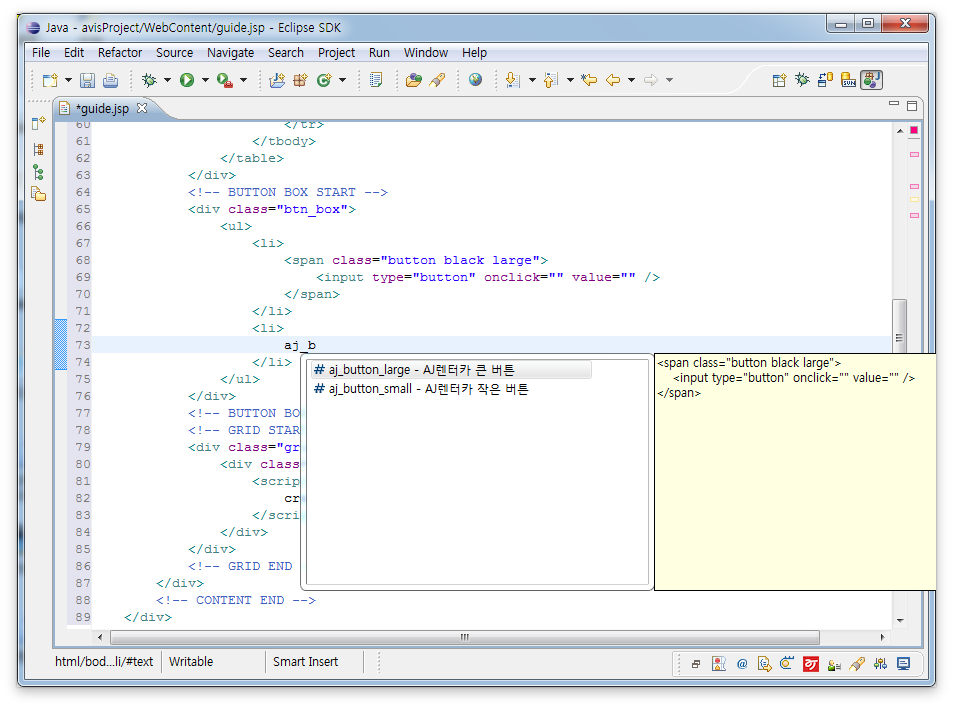 Java - avisProject/WebContent/guide.jsp - Eclipse SDK
File Edit Refactor Source Navigate Search Project Run Window Help
*guide.jsp
60 </tr>
61 </tbody>
62 </table>
63 </div>
64 <!-- BUTTON BOX START -->
65 <div class="btn_box">
66 <ul>
67 <li>
68 <span class="button black large">
69 <input type="button" onclick="" value="" />
70 </span>
71 </li>
72 <li>
73 aj_b
74 </li>
75 </ul>
76 </div>
77 <!-- BUTTON BO
78 <!-- GRID STAR
79 <div class="gr
80 <div class
81 <scrip
82 cr
83 </scri
84 </div>
85 </div>
86 <!-- GRID END
87 </div>
88 <!-- CONTENT END -->
89 </div>
# aj_button_large - AJ렌터카 큰 버튼
# aj_button_small - AJ렌터카 작은 버튼
<span class="button black large">
<input type="button" onclick="" value="" />
</span>
html/bod...li/#text Writable Smart Insert